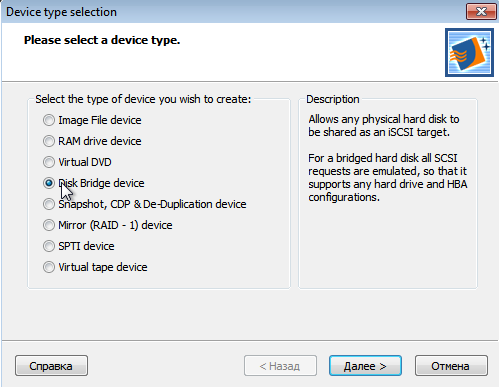 Device type selection
Please select a device type.
Select the type of device you wish to create:
Image File device
RAM drive device
Virtual DVD
Disk Bridge device
Snapshot, CDP & De-Duplication device
Mirror (RAID - 1) device
SPTI device
Virtual tape device
Description
Allows any physical hard disk to
be shared as an iSCSI target.
For a bridged hard disk all SCSI
requests are emulated, so that it
supports any hard drive and HBA
configurations.
Справка
< Назад
Далее >
Отмена